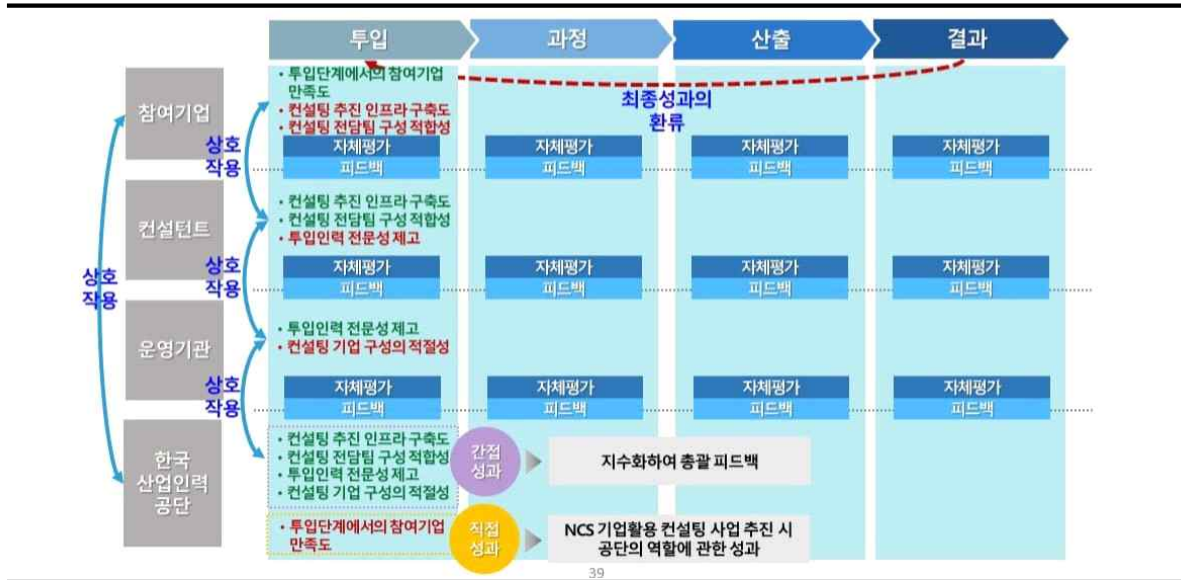 투입
과정
산출
결과
참여기업
• 투입단계에서의 참여기업
만족도
• 컨설팅 추진 인프라 구축도
• 컨설팅 전담팀 구성 적합성
최종성과의
환류
상호
작용
자체평가
자체평가
자체평가
자체평가
피드백
피드백
피드백
피드백
컨설턴트
• 컨설팅 추진 인프라 구축도
• 컨설팅 전담팀 구성 적합성
• 투입인력 전문성 제고
상호
작용
상호
작용
자체평가
자체평가
자체평가
자체평가
피드백
피드백
피드백
피드백
운영기관
• 투입인력 전문성 제고
• 컨설팅 기업 구성의 적절성
상호
작용
자체평가
자체평가
자체평가
자체평가
피드백
피드백
피드백
피드백
한국
산업인력
공단
• 컨설팅 추진 인프라 구축도
• 컨설팅 전담팀 구성 적합성
• 투입인력 전문성 제고
• 컨설팅 기업 구성의 적절성
간접
성과
지수화하여 총괄 피드백
• 투입단계에서의 참여기업
만족도
직접
성과
NCS 기업활용 컨설팅 사업 추진 시
공단의 역할에 관한 성과
39